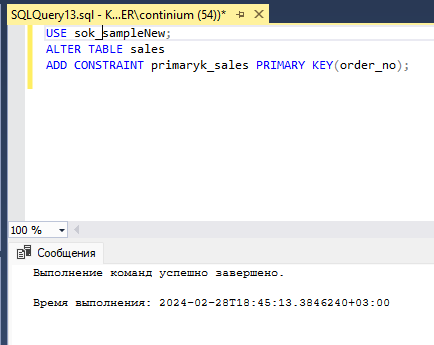 SQLQuery13.sql - K...ER\continium (54))*
USE sok_sampleNew;
ALTER TABLE sales
ADD CONSTRAINT primaryk_sales PRIMARY KEY(order_no);
100 %
Сообщения
Выполнение команд успешно завершено.
Время выполнения: 2024-02-28T18:45:13.3846240+03:00